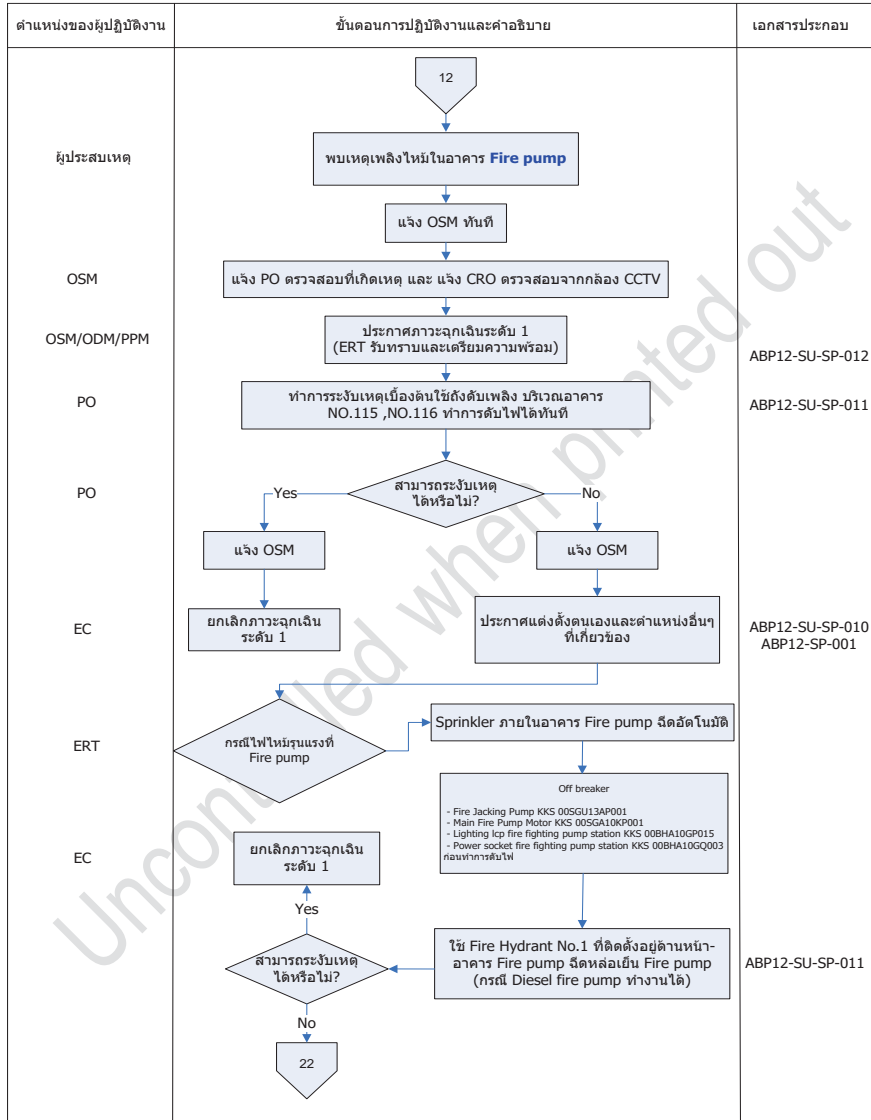 ตำแหน่งของผู้ปฏิบัติงาน
ขั้นตอนการปฏิบัติงานและคำอธิบาย
เอกสารประกอบ
12
ผู้ประสบเหตุ
พบเหตุเพลิงไหม้ในอาคาร Fire pump
แจ้ง OSM ทันที
OSM
แจ้ง PO ตรวจสอบที่เกิดเหตุ และ แจ้ง CRO ตรวจสอบจากกล้อง CCTV
OSM/ODM/PPM
ประกาศภาวะฉุกเฉินระดับ 1
(ERT รับทราบและเตรียมความพร้อม)
ABP12-SU-SP-012
PO
ทำการระงับเหตุเบื้องต้นใช้ถังดับเพลิง บริเวณอาคาร
NO.115 ,NO.116 ทำการดับไฟได้ทันที
ABP12-SU-SP-011
PO
สามารถระงับเหตุ
ได้หรือไม่?
Yes
No
แจ้ง OSM
แจ้ง OSM
EC
ยกเลิกภาวะฉุกเฉิน
ระดับ 1
ประกาศแต่งตั้งตนเองและตำแหน่งอื่นๆ
ที่เกี่ยวข้อง
ABP12-SU-SP-010
ABP12-SP-001
ERT
กรณีไฟไหม้รุนแรงที่
Fire pump
Sprinkler ภายในอาคาร Fire pump ฉีดอัตโนมัติ
Off breaker
- Fire Jacking Pump KKS 00SGU13AP001
- Main Fire Pump Motor KKS 00SGA10KP001
- Lighting lcp fire fighting pump station KKS 00BHA10GP015
- Power socket fire fighting pump station KKS 00BHA10GQ003
ก่อนทำการดับไฟ
EC
ยกเลิกภาวะฉุกเฉิน
ระดับ 1
Yes
สามารถระงับเหตุ
ได้หรือไม่?
ใช้ Fire Hydrant No.1 ที่ติดตั้งอยู่ด้านหน้า-
อาคาร Fire pump ฉีดหล่อเย็น Fire pump
(กรณี Diesel fire pump ทำงานได้)
ABP12-SU-SP-011
No
22
Uncontrolled when printed out